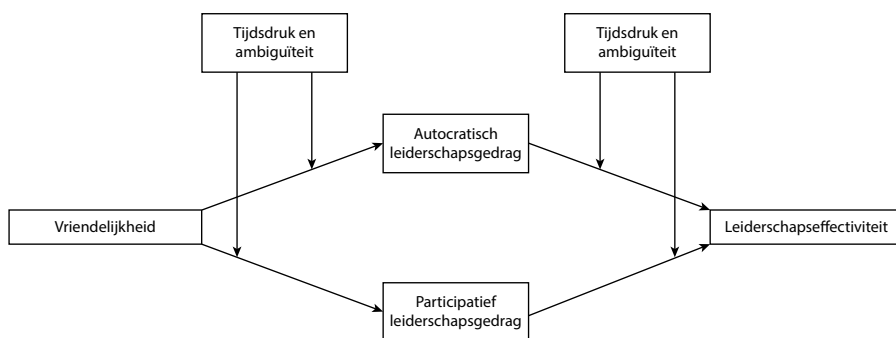 Tijdsdruk en
ambiguïteit
Tijdsdruk en
ambiguïteit
Autocratisch
leiderschapsgedrag
Vriendelijkheid
Leiderschapseffectiviteit
Participatief
leiderschapsgedrag